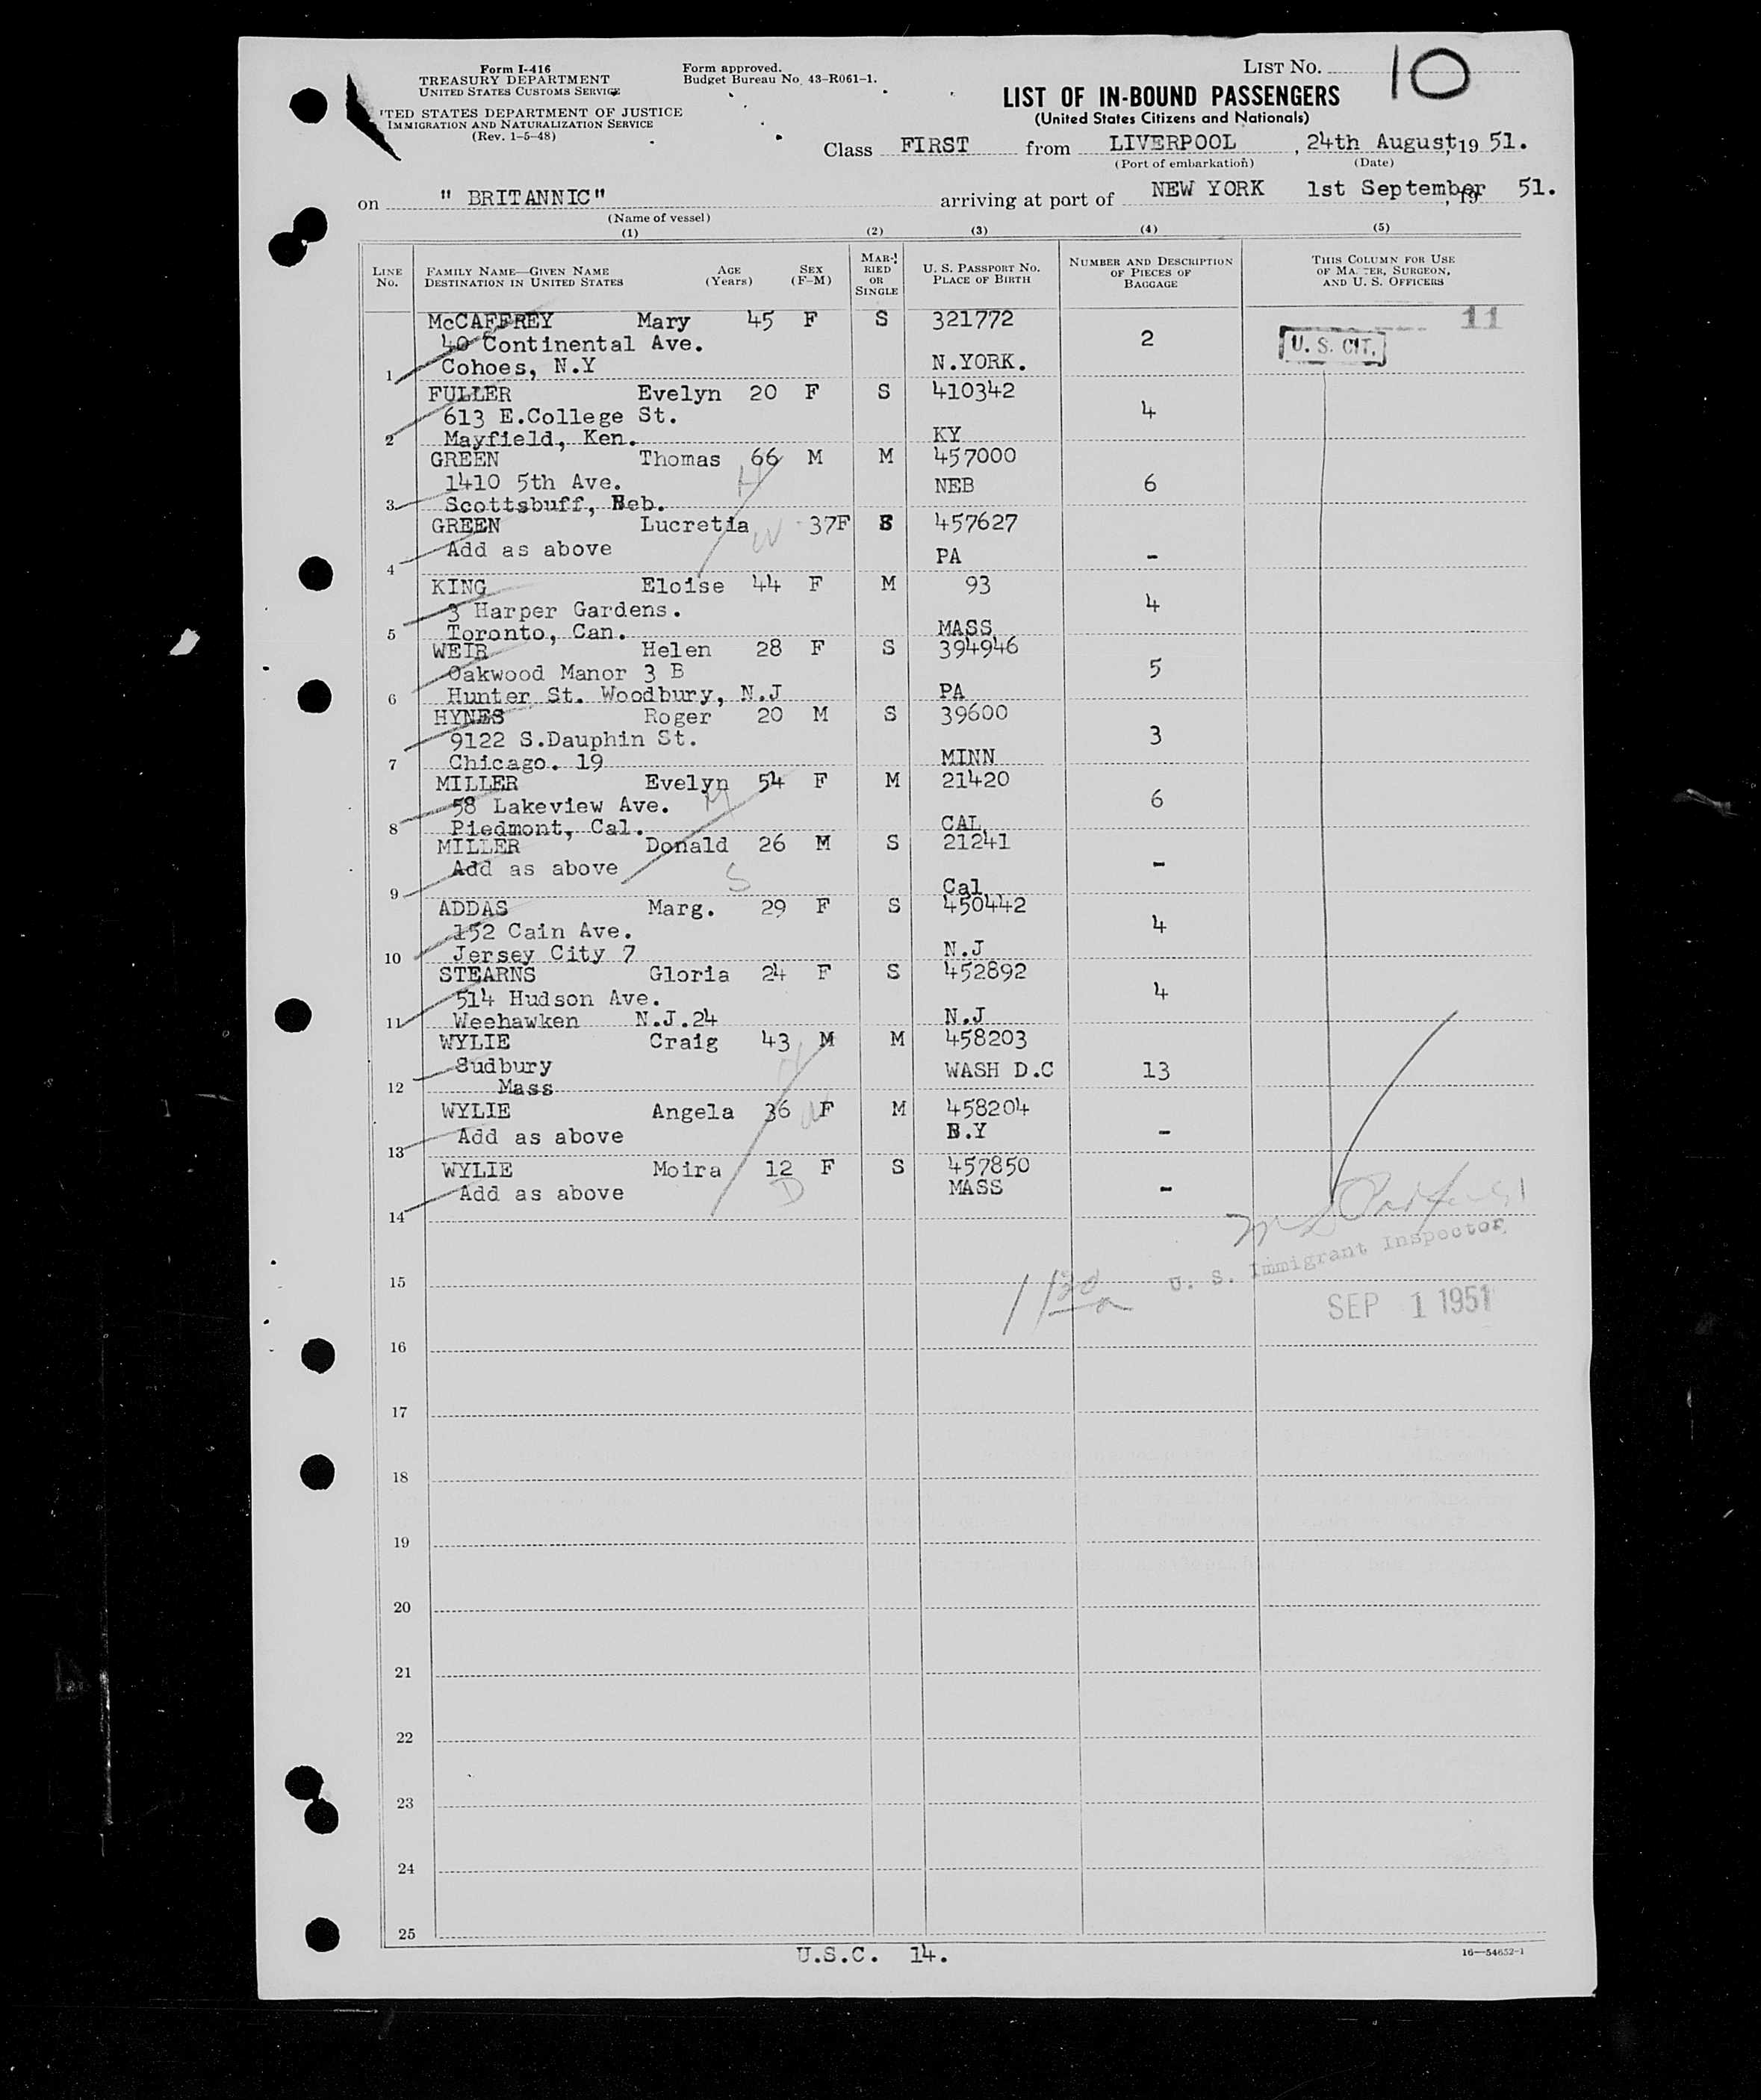 Form I-416
TREASURY DEPARTMENT
UNITED STATES CUSTOMS SERVICE
ITED STATES DEPARTMENT OF JUSTICE
IMMIGRATION AND NATURALIZATION SERVICE
(Rev. 1-5-48)
Form approved.
Budget Bureau No. 43-R061-1.
LIST No. 10
LIST OF IN-BOUND PASSENGERS
(United States Citizens and Nationals)
Class FIRST from LIVERPOOL, 24th August, 19 51.
(Port of embarkation) (Date)
on " BRITANNIC" arriving at port of NEW YORK 1st September, 19 51.
(Name of vessel)
(1) (2) (3) (4) (5)
LINE No. FAMILY NAME—GIVEN NAME DESTINATION IN UNITED STATES AGE (Years) SEX (F-M) MARRIED OR SINGLE U. S. PASSPORT No. PLACE OF BIRTH NUMBER AND DESCRIPTION OF PIECES OF BAGGAGE THIS COLUMN FOR USE OF MA TER, SURGEON, AND U. S. OFFICERS
McCAFFREY Mary 45 F S 321772 11
40 Continental Ave. 2 U. S. CIT.
1 Cohoes, N.Y N.YORK.
FULLER Evelyn 20 F S 410342
613 E.College St. 4
2 Mayfield, Ken. KY
GREEN Thomas 66 M M 457000
H
1410 5th Ave. NEB 6
3 Scottsbuff, Neb.
GREEN Lucretia 37F S 457627
W
Add as above PA -
4
KING Eloise 44 F M 93
3 Harper Gardens. 4
5 Toronto, Can. MASS
WEIR Helen 28 F S 394946
Oakwood Manor 3 B 5
6 Hunter St. Woodbury, N.J PA
HYNES Roger 20 M S 39600
9122 S.Dauphin St. 3
7 Chicago. 19 MINN
MILLER Evelyn 54 F M 21420
58 Lakeview Ave. M 6
8 Piedmont, Cal. CAL
MILLER Donald 26 M S 21241
Add as above S -
9 Cal
ADDAS Marg. 29 F S 450442
152 Cain Ave. 4
10 Jersey City 7 N.J
STEARNS Gloria 24 F S 452892
514 Hudson Ave. 4
11 Weehawken N.J.24 N.J
WYLIE Craig 43 M M 458203
Sudbury WASH D.C 13
12 Mass
WYLIE Angela 36 F M 458204
W
Add as above N.Y -
13
WYLIE Moira 12 F S 457850
Add as above D MASS -
14
U. S. Immigrant Inspector
15
SEP 1 1951
16
17
18
19
20
21
22
23
24
25
U.S.C. 14.
16—54652-1